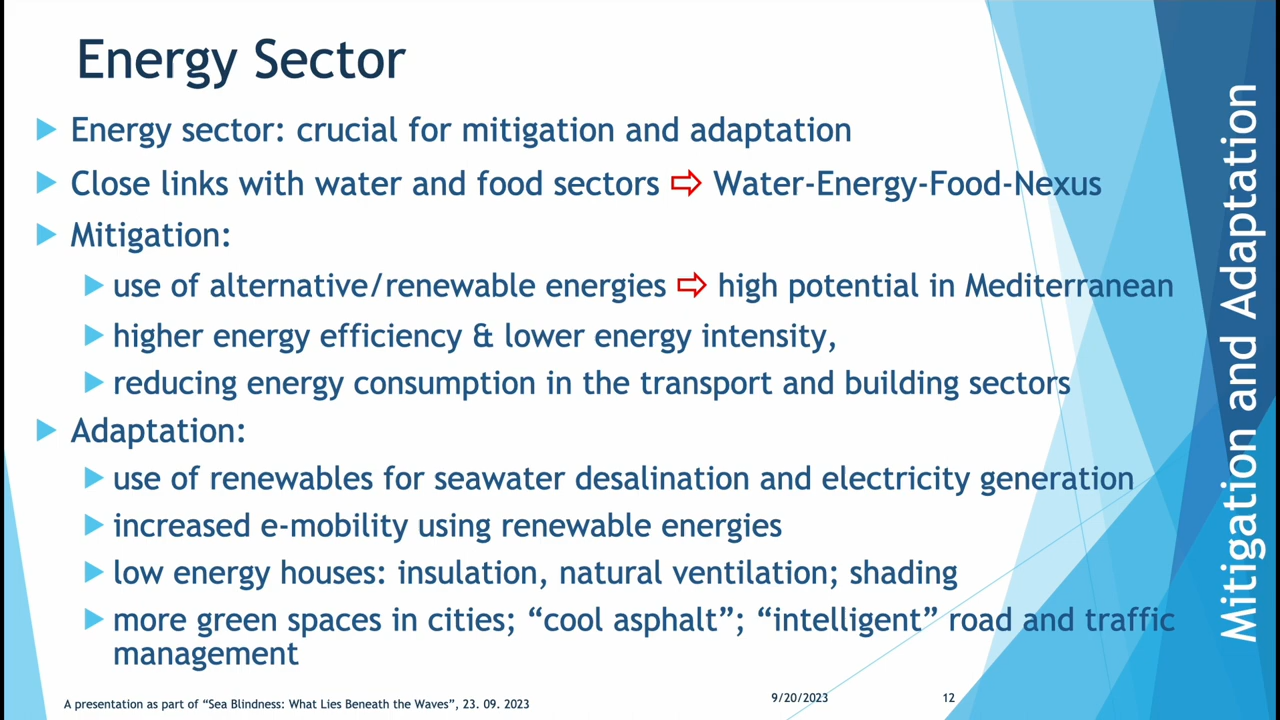 Energy Sector
Energy sector: crucial for mitigation and adaptation
Close links with water and food sectors ⇨ Water-Energy-Food-Nexus
Mitigation:
use of alternative/renewable energies ⇨ high potential in Mediterranean
higher energy efficiency & lower energy intensity,
reducing energy consumption in the transport and building sectors
Adaptation:
use of renewables for seawater desalination and electricity generation
increased e-mobility using renewable energies
low energy houses: insulation, natural ventilation; shading
more green spaces in cities; “cool asphalt”; “intelligent” road and traffic
management
A presentation as part of “Sea Blindness: What Lies Beneath the Waves”, 23. 09. 2023
9/20/2023
12
Mitigation and Adaptation